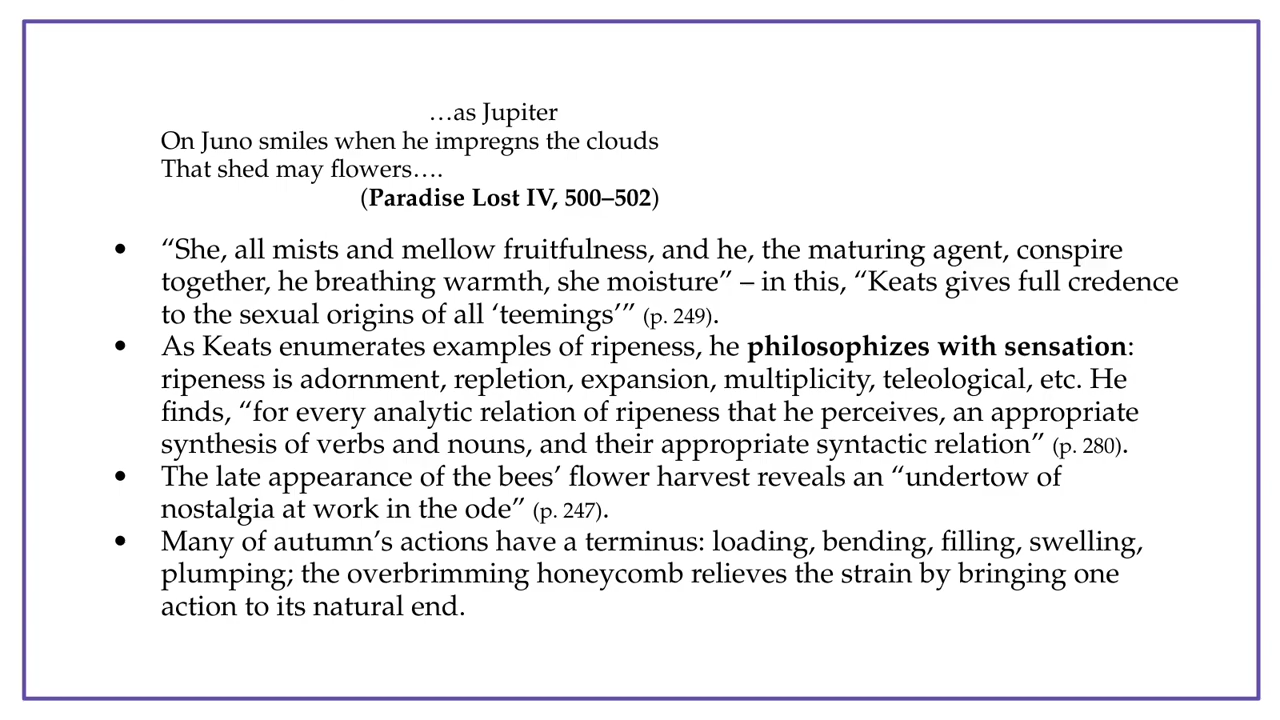 …as Jupiter
On Juno smiles when he impregns the clouds
That shed may flowers….
(Paradise Lost IV, 500–502)
• “She, all mists and mellow fruitfulness, and he, the maturing agent, conspire
together, he breathing warmth, she moisture” – in this, “Keats gives full credence
to the sexual origins of all ‘teemings’” (p. 249).
• As Keats enumerates examples of ripeness, he philosophizes with sensation:
ripeness is adornment, repletion, expansion, multiplicity, teleological, etc. He
finds, “for every analytic relation of ripeness that he perceives, an appropriate
synthesis of verbs and nouns, and their appropriate syntactic relation” (p. 280).
• The late appearance of the bees’ flower harvest reveals an “undertow of
nostalgia at work in the ode” (p. 247).
• Many of autumn’s actions have a terminus: loading, bending, filling, swelling,
plumping; the overbrimming honeycomb relieves the strain by bringing one
action to its natural end.